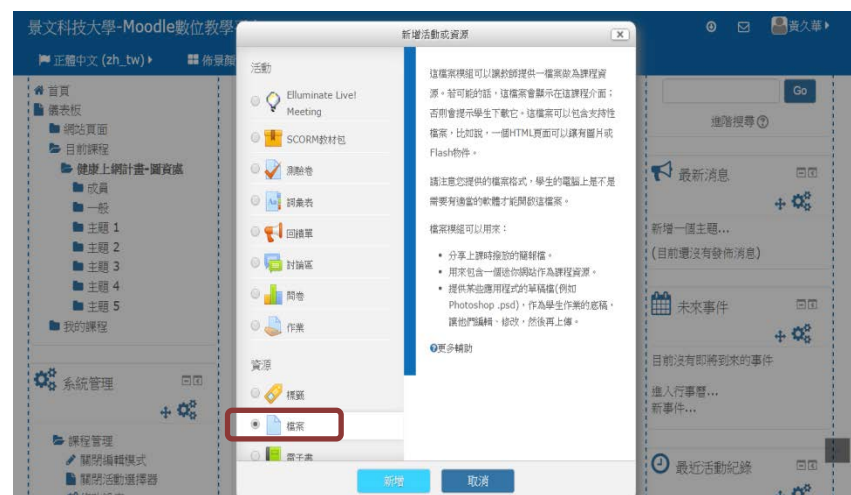 景文科技大學-Moodle數位教學
黃久華
正體中文 (zh_tw)
首頁
儀表板
網站頁面
目前課程
健康上網計畫-圖資處
成員
一般
主題 1
主題 2
主題 3
主題 4
主題 5
我的課程
系統管理
課程管理
關閉編輯模式
關閉活動選擇器
新增活動或資源
活動
Elluminate Live!
Meeting
SCORM教材包
測驗卷
詞彙表
回饋單
討論區
問卷
作業
資源
標籤
檔案
電子書
這檔案模組可以讓教師提供一檔案做為課程資
源。若可能的話，這檔案會顯示在這課程介面；
否則會提示學生下載它。這檔案可以包含支持性
檔案，比如說，一個HTML頁面可以鑲有圖片或
Flash物件。
請注意您提供的檔案格式，學生的電腦上是不是
需要有適當的軟體才能開啟這檔案。
檔案模組可以用來：
• 分享上課時播放的簡報檔。
• 用來包含一個迷你網站作為課程資源。
• 提供某些應用程式的草稿檔(例如
Photoshop .psd)，作為學生作業的底稿，
讓他們編輯、修改，然後再上傳。
更多輔助
新增
取消
Go
進階搜尋
最新消息
新增一個主題...
(目前還沒有發佈消息)
未來事件
目前沒有即將到來的事件
進入行事曆...
新事件...
最近活動紀錄